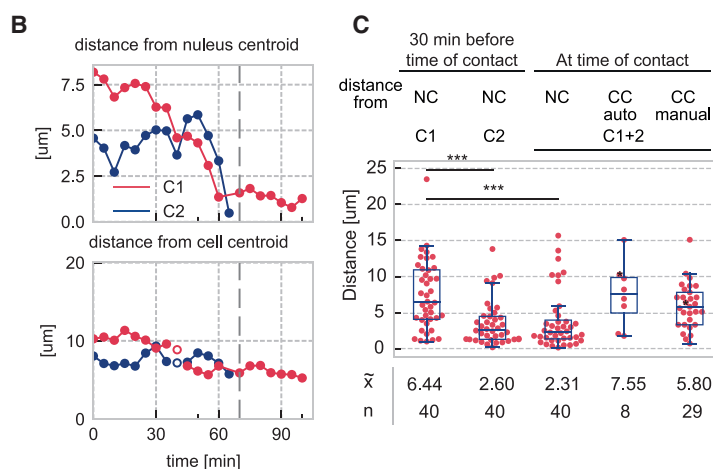 B
distance from nuleus centroid
7.5
5.0
2.5
0.0
[um]
C1
C2
distance from cell centroid
20
10
0
[um]
0 30 60 90
time [min]
C
30 min before
time of contact
At time of contact
distance
from
NC NC NC CC CC
auto manual
C1 C2 C1+2
***
***
25
20
15
10
5
0
Distance [um]
*
*
x̃ 6.44 2.60 2.31 7.55 5.80
n 40 40 40 8 29